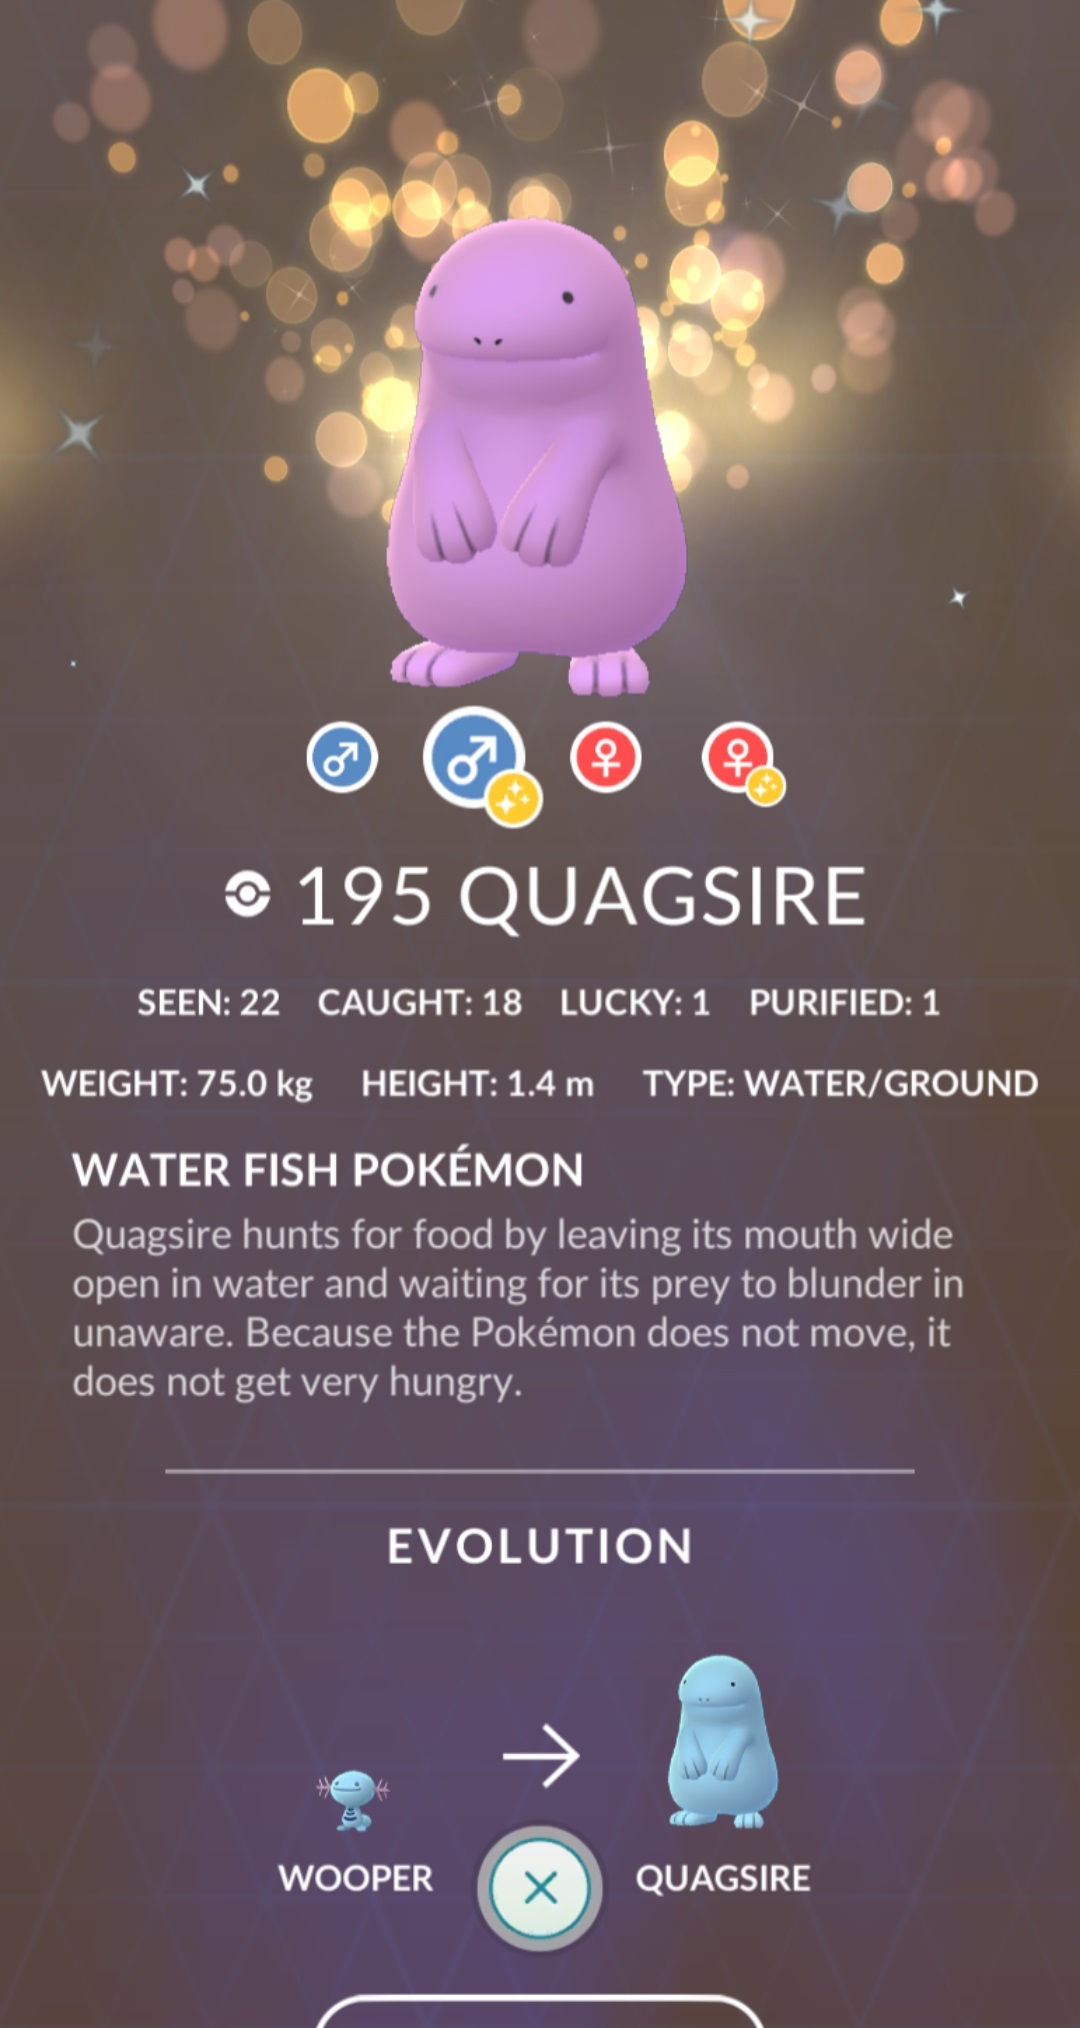 195 QUAGSIRE
SEEN: 22 CAUGHT: 18 LUCKY: 1 PURIFIED: 1
WEIGHT: 75.0 kg HEIGHT: 1.4 m TYPE: WATER/GROUND
WATER FISH POKÉMON
Quagsire hunts for food by leaving its mouth wide
open in water and waiting for its prey to blunder in
unaware. Because the Pokémon does not move, it
does not get very hungry.
EVOLUTION
WOOPER QUAGSIRE